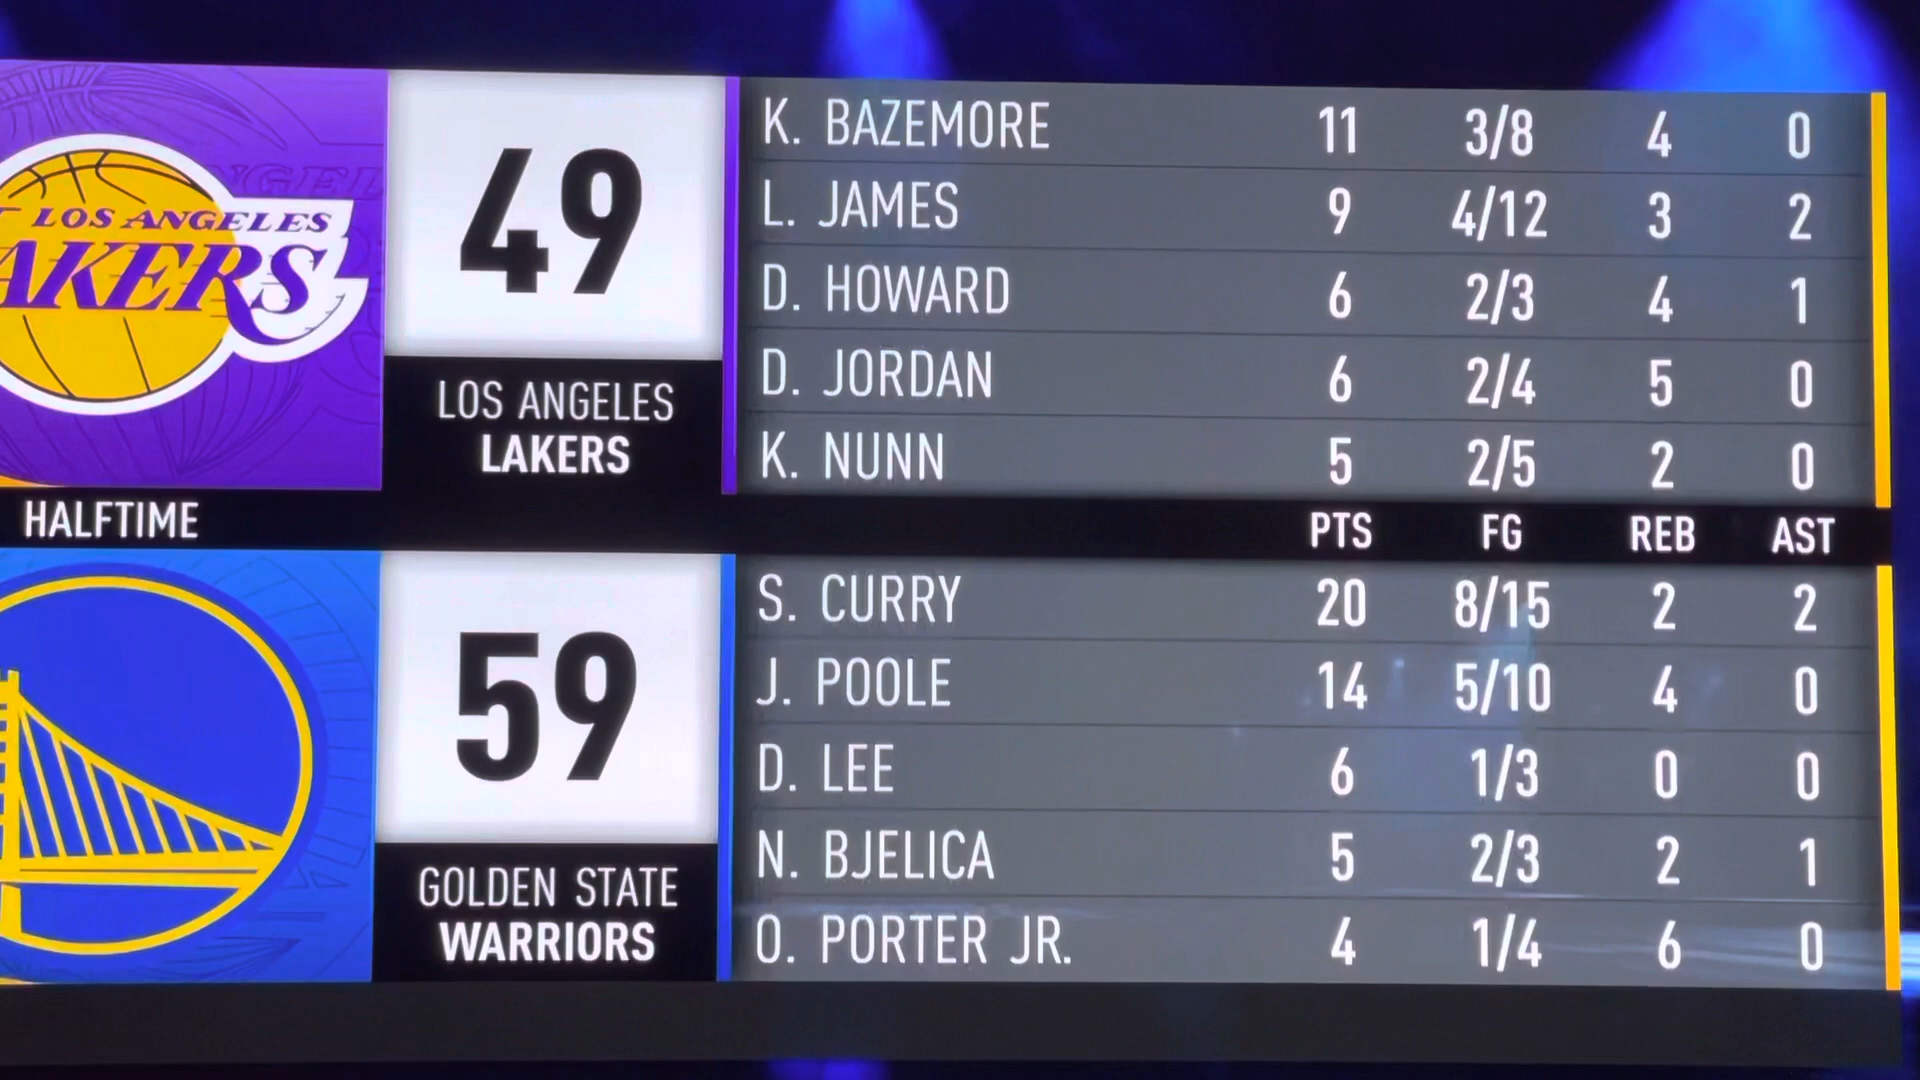 LOS ANGELES
AKERS
49
LOS ANGELES
LAKERS
K. BAZEMORE 11 3/8 4 0
L. JAMES 9 4/12 3 2
D. HOWARD 6 2/3 4 1
D. JORDAN 6 2/4 5 0
K. NUNN 5 2/5 2 0
HALFTIME PTS FG REB AST
59
GOLDEN STATE
WARRIORS
S. CURRY 20 8/15 2 2
J. POOLE 14 5/10 4 0
D. LEE 6 1/3 0 0
N. BJELICA 5 2/3 2 1
O. PORTER JR. 4 1/4 6 0